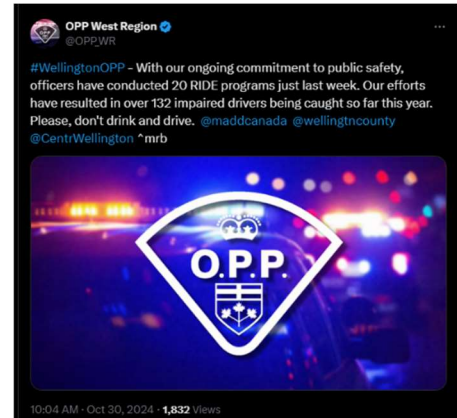 OPP West Region
@OPP_WR
#WellingtonOPP - With our ongoing commitment to public safety,
officers have conducted 20 RIDE programs just last week. Our efforts
have resulted in over 132 impaired drivers being caught so far this year.
Please, don't drink and drive. @maddcanada @wellingtncounty
@CentrWellington ^mrb
O.P.P.
10:04 AM · Oct 30, 2024 · 1,832 Views